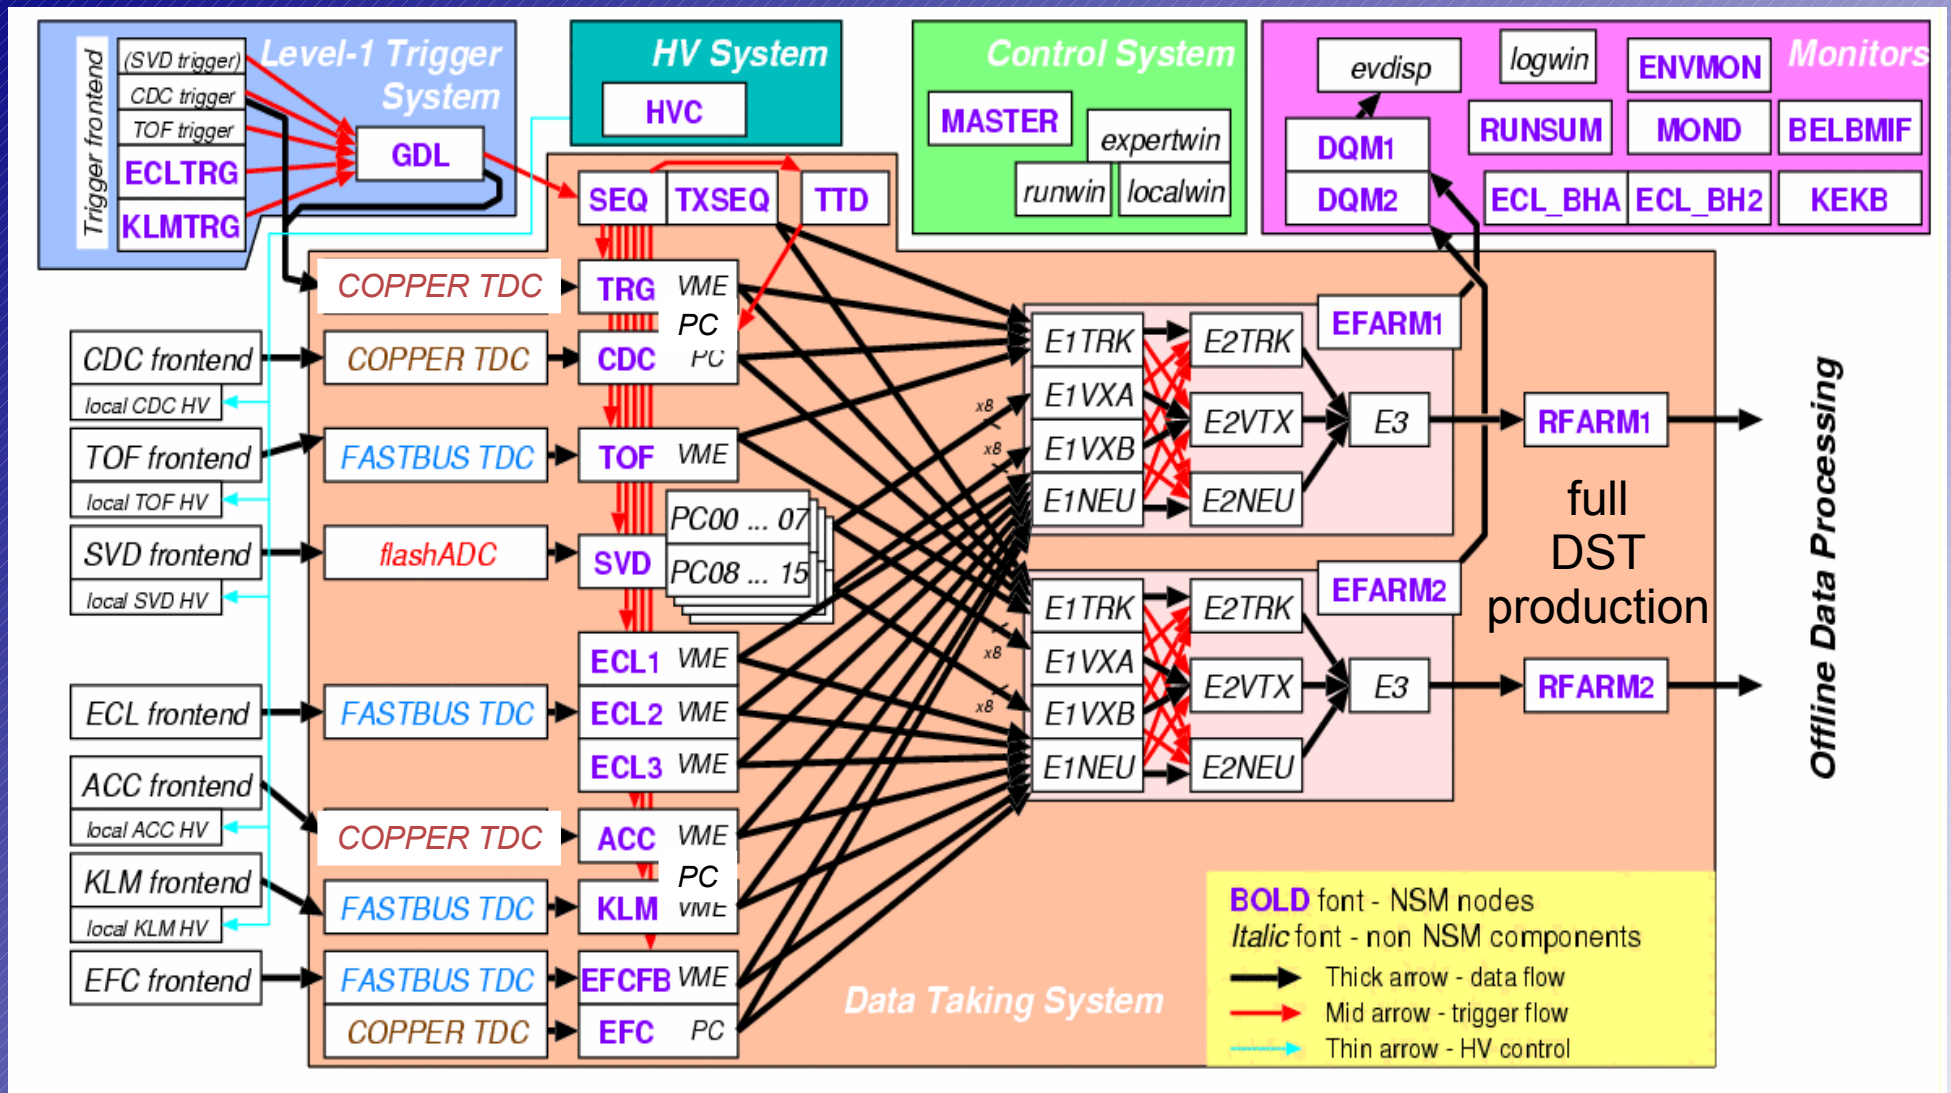 Level-1 Trigger
System
Trigger frontend
(SVD trigger)
CDC trigger
TOF trigger
ECLTRG
KLMTRG
GDL
HV System
HVC
Control System
MASTER
expertwin
runwin
localwin
Monitors
evdisp
logwin
ENVMON
DQM1
DQM2
RUNSUM
MOND
BELBMIF
ECL_BHA
ECL_BH2
KEKB
SEQ
TXSEQ
TTD
COPPER TDC
TRG
VME
PC
CDC frontend
local CDC HV
COPPER TDC
CDC
PC
TOF frontend
local TOF HV
FASTBUS TDC
TOF
VME
SVD frontend
local SVD HV
flashADC
SVD
PC00 ... 07
PC08 ... 15
ECL1
VME
ECL frontend
FASTBUS TDC
ECL2
VME
ECL3
VME
ACC frontend
local ACC HV
COPPER TDC
ACC
VME
PC
KLM frontend
local KLM HV
FASTBUS TDC
KLM
VME
EFC frontend
FASTBUS TDC
EFCFB
VME
COPPER TDC
EFC
PC
x8
x8
x8
x8
EFARM1
E1TRK
E1VXA
E1VXB
E1NEU
E2TRK
E2VTX
E2NEU
E3
EFARM2
E1TRK
E1VXA
E1VXB
E1NEU
E2TRK
E2VTX
E2NEU
E3
RFARM1
full
DST
production
RFARM2
Offline Data Processing
Data Taking System
BOLD font - NSM nodes
Italic font - non NSM components
Thick arrow - data flow
Mid arrow - trigger flow
Thin arrow - HV control